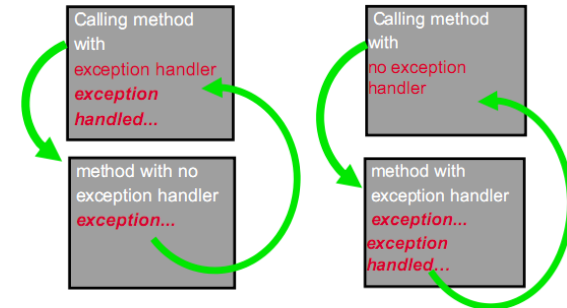 Calling method
with
exception handler
exception
handled...
method with no
exception handler
exception...
Calling method
with
no exception
handler
method with
exception handler
exception...
exception
handled...